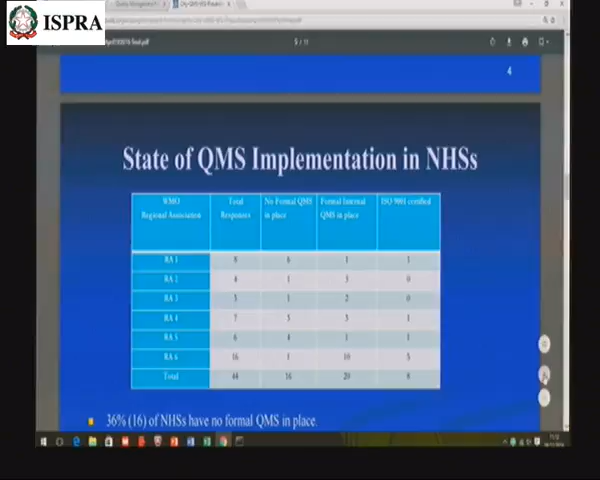 ISPRA
5 / 11
4
State of QMS Implementation in NHSs
WMO Regional Association Total Responses No Formal QMS in place Formal Internal QMS in place ISO 9001 certified
RA 1 8 6 1 1
RA 2 4 1 3 0
RA 3 3 1 2 0
RA 4 7 3 3 1
RA 5 6 4 1 1
RA 6 16 1 10 5
Total 44 16 20 8
36% (16) of NHSs have no formal QMS in place.